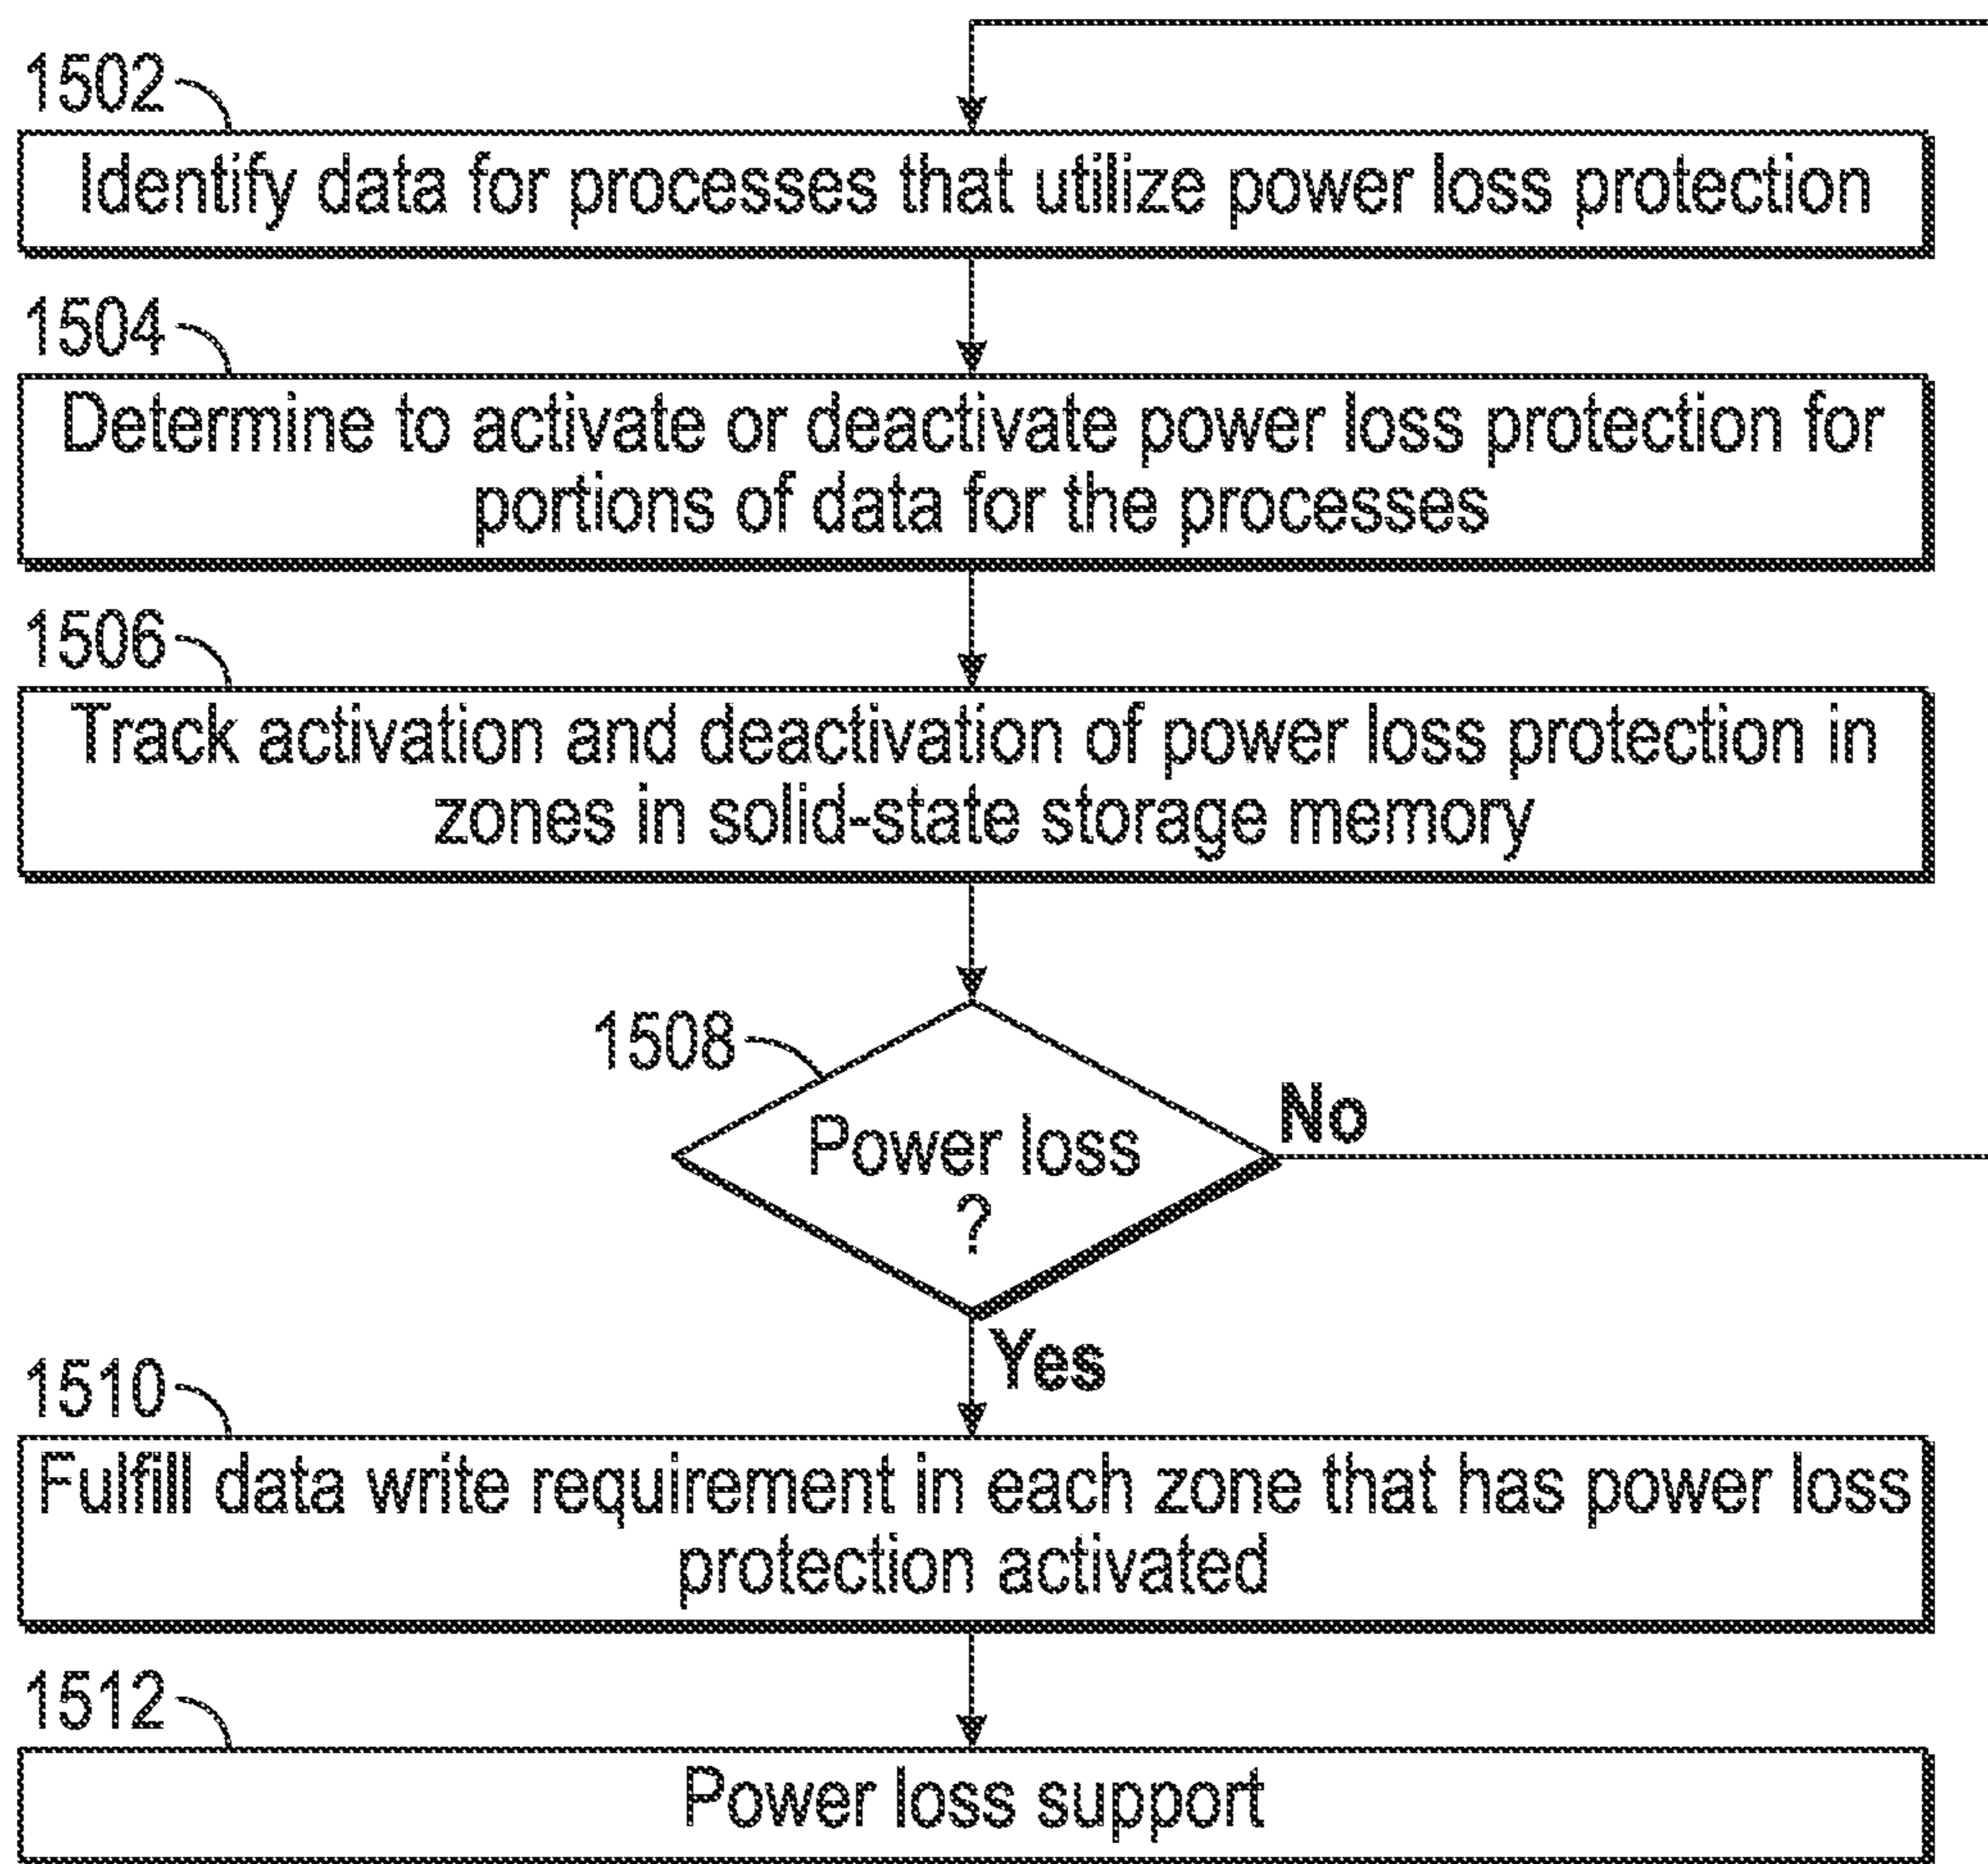 1502
Identify data for processes that utilize power loss protection
1504
Determine to activate or deactivate power loss protection for
portions of data for the processes
1506
Track activation and deactivation of power loss protection in
zones in solid-state storage memory
1508
Power loss
?
No
Yes
1510
Fulfill data write requirement in each zone that has power loss
protection activated
1512
Power loss support